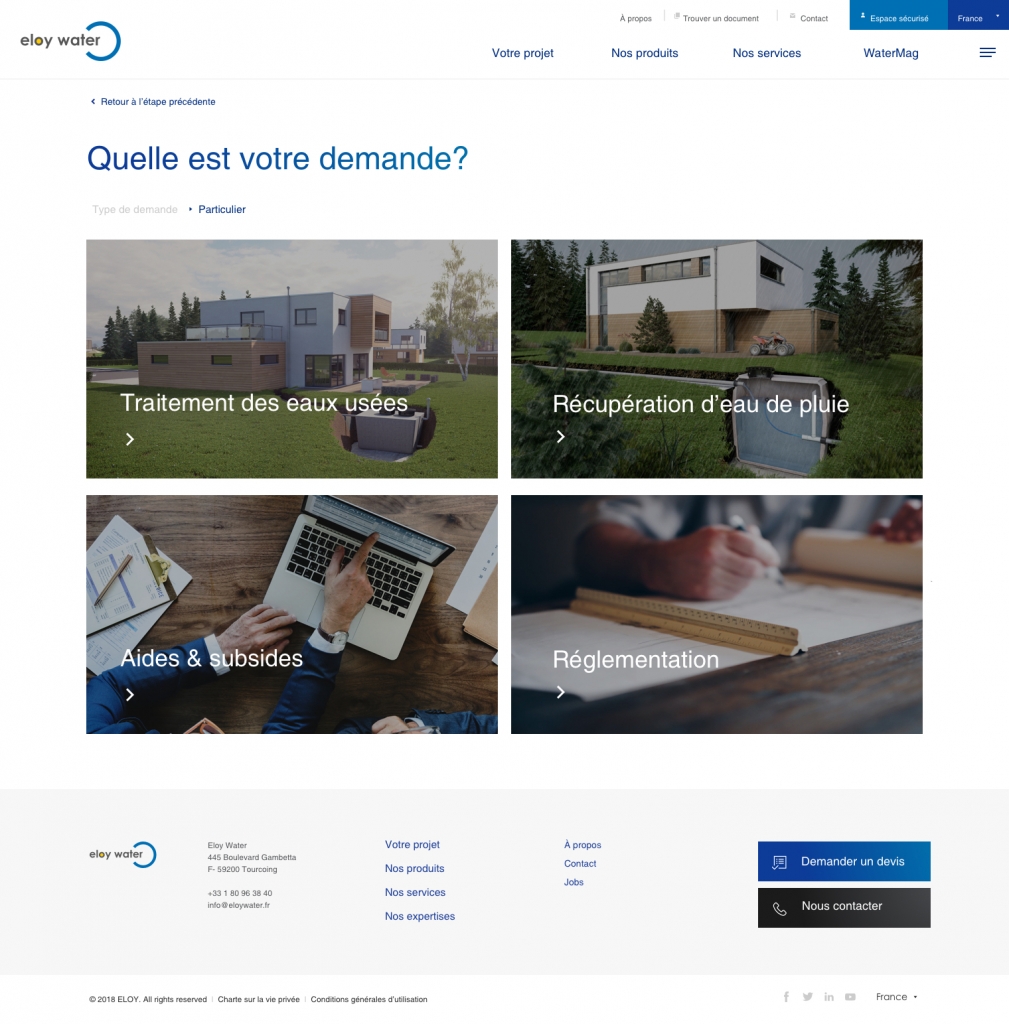 eloy water
À propos
Trouver un document
Contact
Espace sécurisé
France
Votre projet
Nos produits
Nos services
WaterMag
Retour à l'étape précédente
Quelle est votre demande?
Type de demande
Particulier
Traitement des eaux usées
Récupération d’eau de pluie
Aides & subsides
Réglementation
eloy water
Eloy Water
445 Boulevard Gambetta
F- 59200 Tourcoing
+33 1 80 96 38 40
info@eloywater.fr
Votre projet
Nos produits
Nos services
Nos expertises
À propos
Contact
Jobs
Demander un devis
Nous contacter
© 2018 ELOY. All rights reserved | Charte sur la vie privée | Conditions générales d'utilisation
France